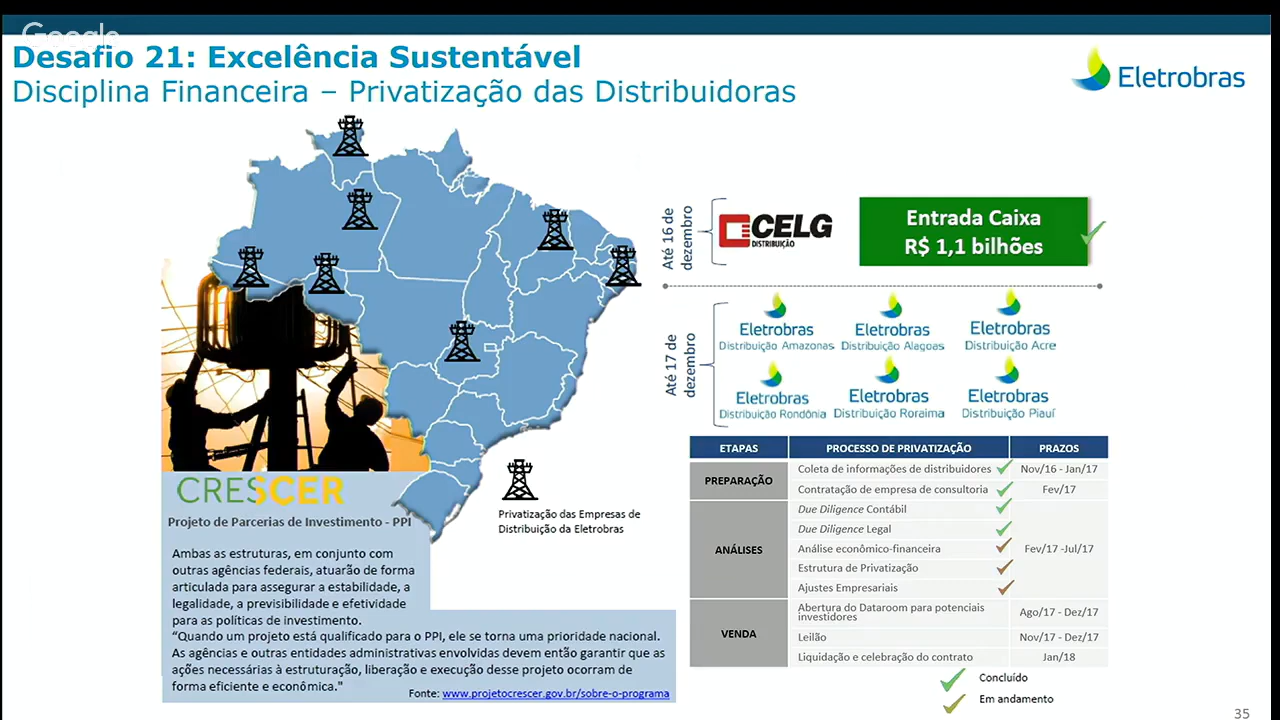 Google
Desafio 21: Excelência Sustentável
Disciplina Financeira – Privatização das Distribuidoras
Eletrobras
Até 16 de
dezembro
CELG
DISTRIBUIÇÃO
Entrada Caixa
R$ 1,1 bilhões
Até 17 de
dezembro
Eletrobras
Distribuição Amazonas
Eletrobras
Distribuição Alagoas
Eletrobras
Distribuição Acre
Eletrobras
Distribuição Rondônia
Eletrobras
Distribuição Roraima
Eletrobras
Distribuição Piauí
Privatização das Empresas de
Distribuição da Eletrobras
CRESCER
Projeto de Parcerias de Investimento - PPI
Ambas as estruturas, em conjunto com
outras agências federais, atuarão de forma
articulada para assegurar a estabilidade, a
legalidade, a previsibilidade e efetividade
para as políticas de investimento.
“Quando um projeto está qualificado para o PPI, ele se torna uma prioridade nacional.
As agências e outras entidades administrativas envolvidas devem então garantir que as
ações necessárias à estruturação, liberação e execução desse projeto ocorram de
forma eficiente e econômica."
Fonte: www.projetocrescer.gov.br/sobre-o-programa
ETAPAS PROCESSO DE PRIVATIZAÇÃO PRAZOS
PREPARAÇÃO
Coleta de informações de distribuidores Nov/16 - Jan/17
Contratação de empresa de consultoria Fev/17
ANÁLISES
Due Diligence Contábil
Due Diligence Legal
Análise econômico-financeira Fev/17 -Jul/17
Estrutura de Privatização
Ajustes Empresariais
VENDA
Abertura do Dataroom para potenciais
investidores
Ago/17 - Dez/17
Leilão Nov/17 - Dez/17
Liquidação e celebração do contrato Jan/18
Concluído
Em andamento
35